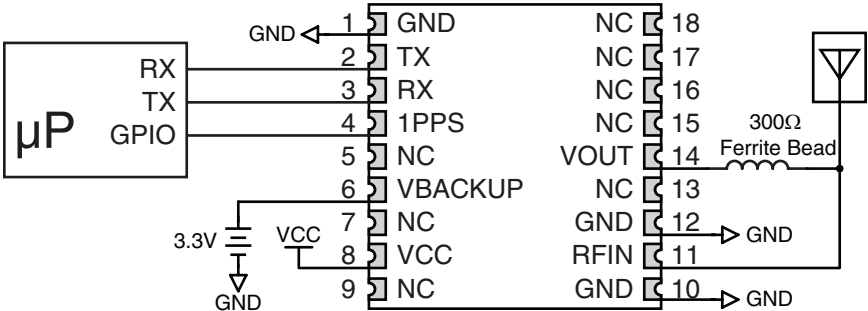 GND 1 GND NC 18
RX 2 TX NC 17
TX 3 RX NC 16
µP GPIO 4 1PPS NC 15 300Ω
5 NC VOUT 14 Ferrite Bead
6 VBACKUP NC 13
7 NC GND 12 GND
3.3V VCC 8 VCC RFIN 11
GND 9 NC GND 10 GND